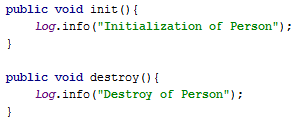 public void init(){
    Log.info("Initialization of Person");
}

public void destroy(){
    Log.info("Destroy of Person");
}